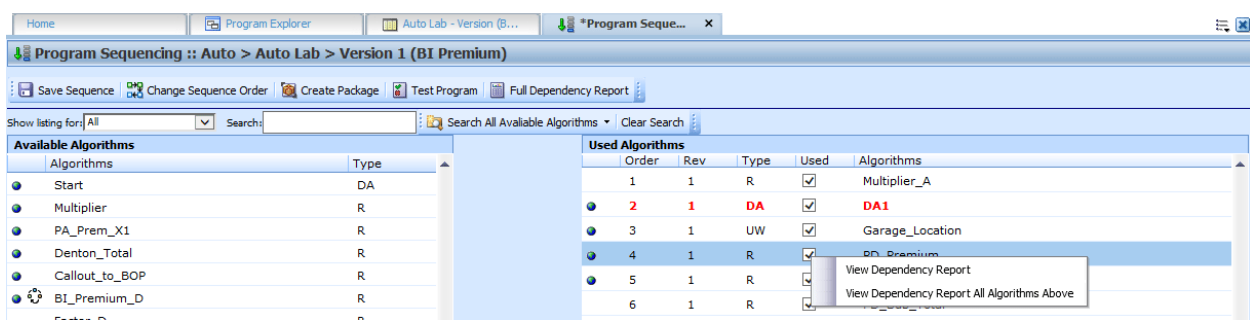 Home Program Explorer Auto Lab - Version (B... *Program Seque... x
Program Sequencing :: Auto > Auto Lab > Version 1 (BI Premium)
Save Sequence Change Sequence Order Create Package Test Program Full Dependency Report
Show listing for: All Search: Search All Avaliable Algorithms Clear Search
Available Algorithms Used Algorithms
Algorithms Type Order Rev Type Used Algorithms
Start DA 1 1 R Multiplier_A
Multiplier R 2 1 DA DA1
PA_Prem_X1 R 3 1 UW Garage_Location
Denton_Total R 4 1 R PD_Premium
Callout_to_BOP R 5 1 R View Dependency Report
BI_Premium_D R View Dependency Report All Algorithms Above
6 1 R